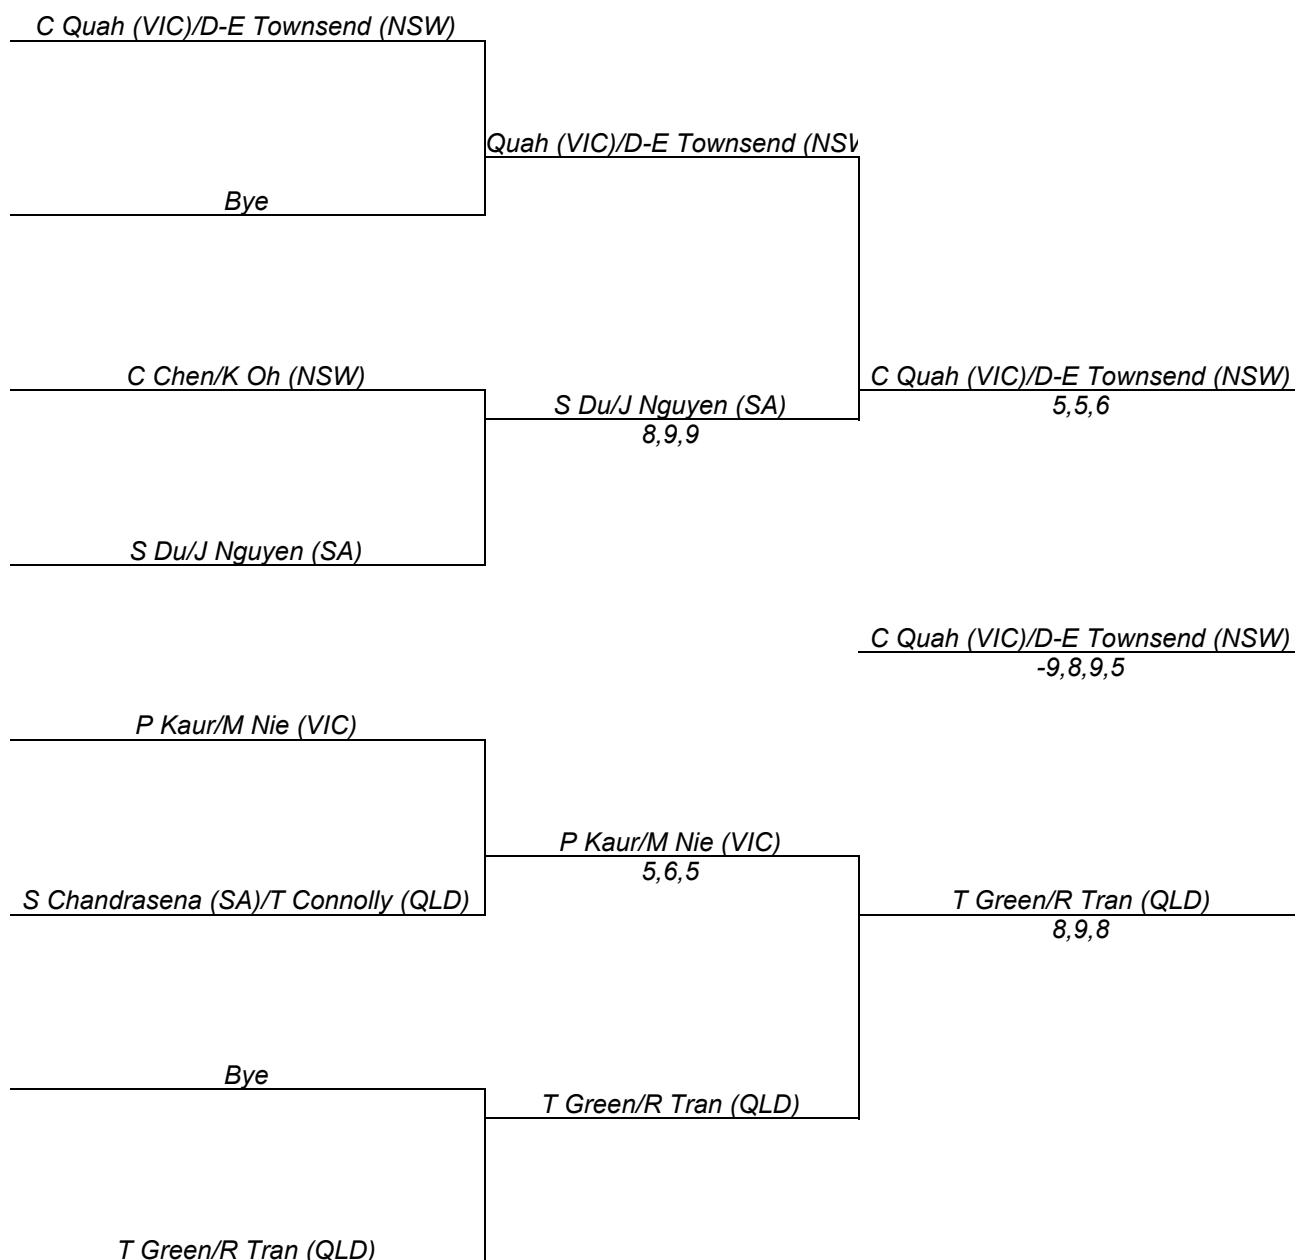 C Quah (VIC)/D-E Townsend (NSW)
Quah (VIC)/D-E Townsend (NSV
Bye
C Chen/K Oh (NSW)
C Quah (VIC)/D-E Townsend (NSW)
5,5,6
S Du/J Nguyen (SA)
8,9,9
S Du/J Nguyen (SA)
C Quah (VIC)/D-E Townsend (NSW)
-9,8,9,5
P Kaur/M Nie (VIC)
P Kaur/M Nie (VIC)
5,6,5
S Chandrasena (SA)/T Connolly (QLD)
T Green/R Tran (QLD)
8,9,8
Bye
T Green/R Tran (QLD)
T Green/R Tran (QLD)